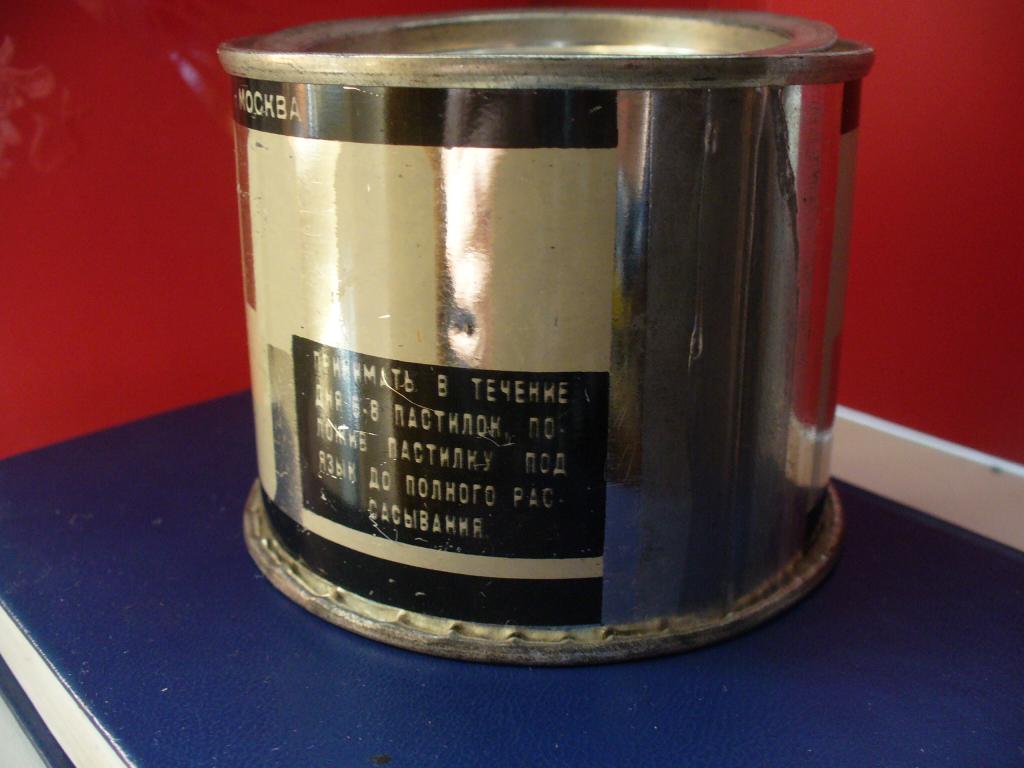 МОСКВА
ПРИНИМАТЬ В ТЕЧЕНИЕ
ДНЯ 6-8 ПАСТИЛОК, ПО-
ЛОЖИВ ПАСТИЛКУ ПОД
ЯЗЫК ДО ПОЛНОГО РАС-
САСЫВАНИЯ